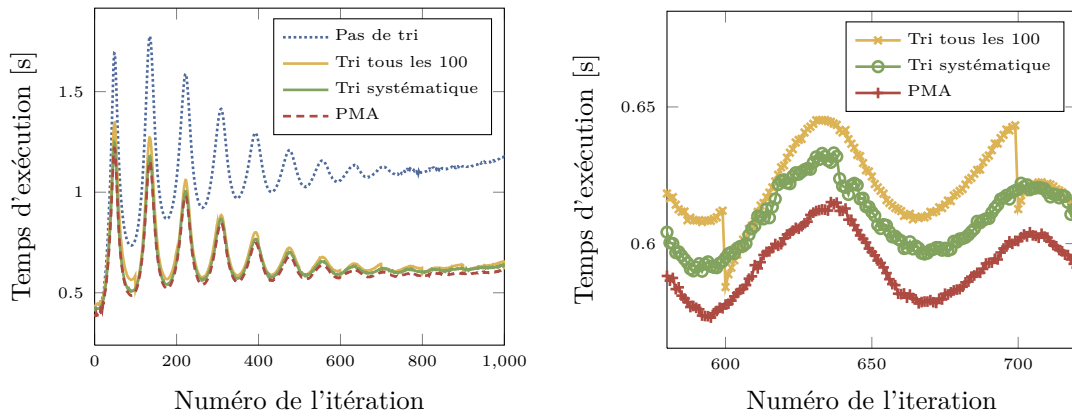 Temps d'exécution [s]
1.5
1
0.5
0
200
400
600
800
1,000
Numéro de l'itération
Pas de tri
Tri tous les 100
Tri systématique
PMA
Temps d'exécution [s]
0.65
0.6
600
650
700
Numéro de l'iteration
Tri tous les 100
Tri systématique
PMA